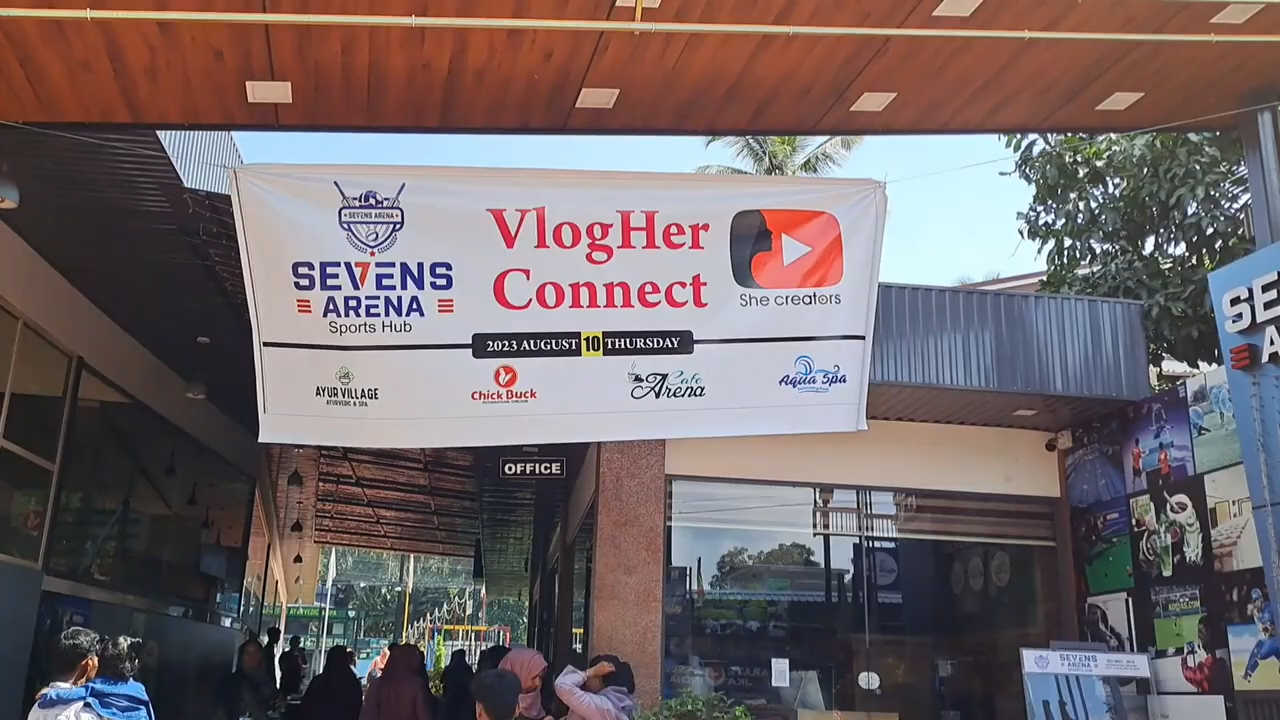 SEVENS ARENA
SEVENS
ARENA
Sports Hub
VlogHer
Connect
She creators
2023 AUGUST 10 THURSDAY
AYUR VILLAGE
AYURVEDIC & SPA
Chick Buck
Cafe
Arena
Aqua Spa
OFFICE
SE
A
SEVENS
ARENA